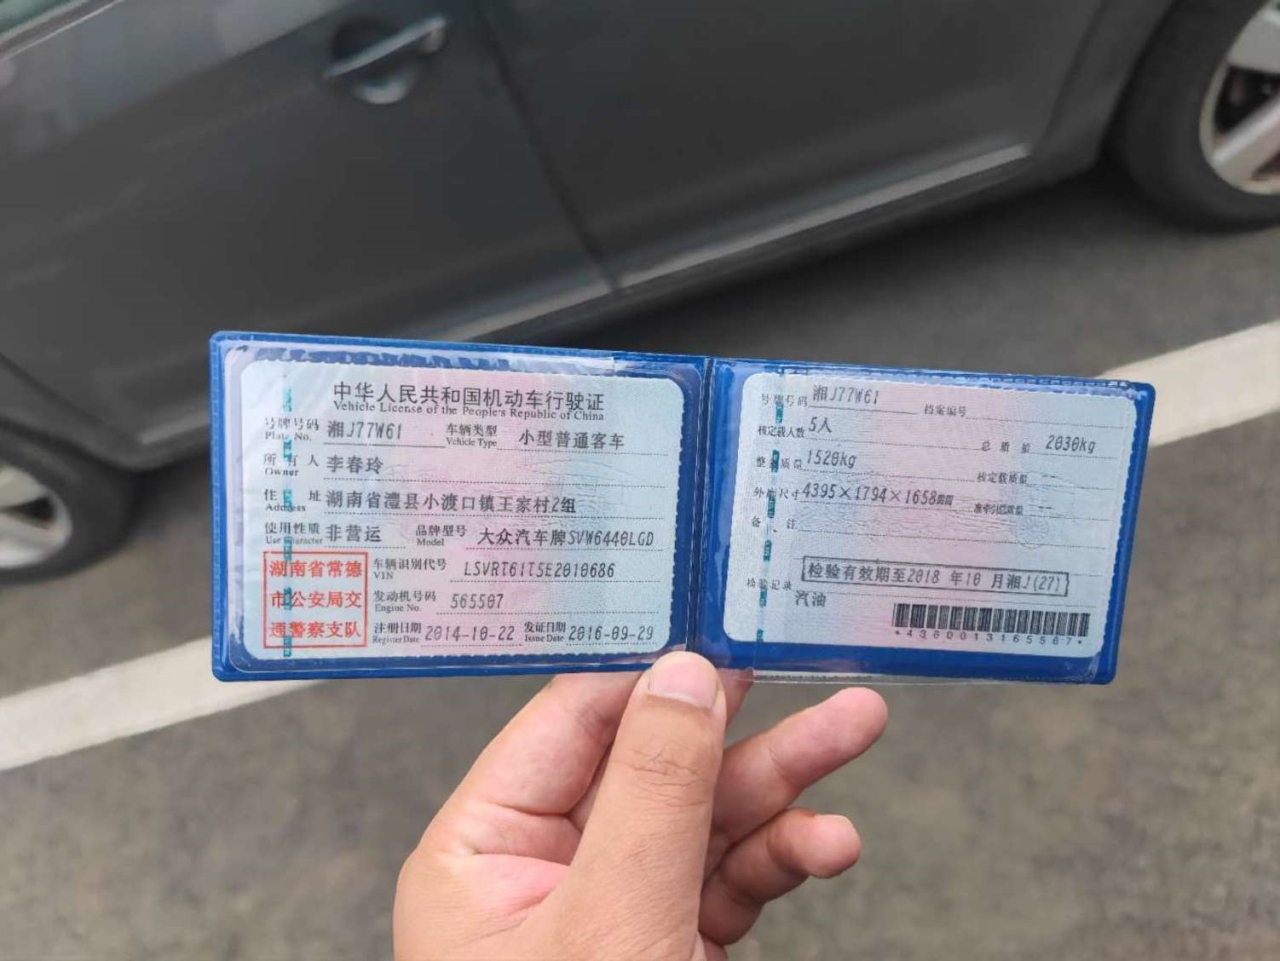 中华人民共和国机动车行驶证
Vehicle License of the People's Republic of China
号牌号码 湘J77W61 车辆类型 小型普通客车
Plate No. Vehicle Type
所有人 李春玲
Owner
住址 湖南省澧县小渡口镇王家村2组
Address
使用性质 非营运 品牌型号 大众汽车牌SVW6440LGD
Use Character Model
湖南省常德
市公安局交
通警察支队
车辆识别代号 LSVRT61T5E2010686
VIN
发动机号码 565507
Engine No.
注册日期 2014-10-22 发证日期 2016-09-29
Register Date Issue Date
号牌号码 湘J77W61 档案编号
核定载人数 5人 总质量 2030kg
整备质量 1520kg 核定载质量 --
外廓尺寸 4395×1794×1658mm 准牵引总质量 --
备注
检验记录 检验有效期至2018年10月湘J(27)
汽油
*4300013165567*